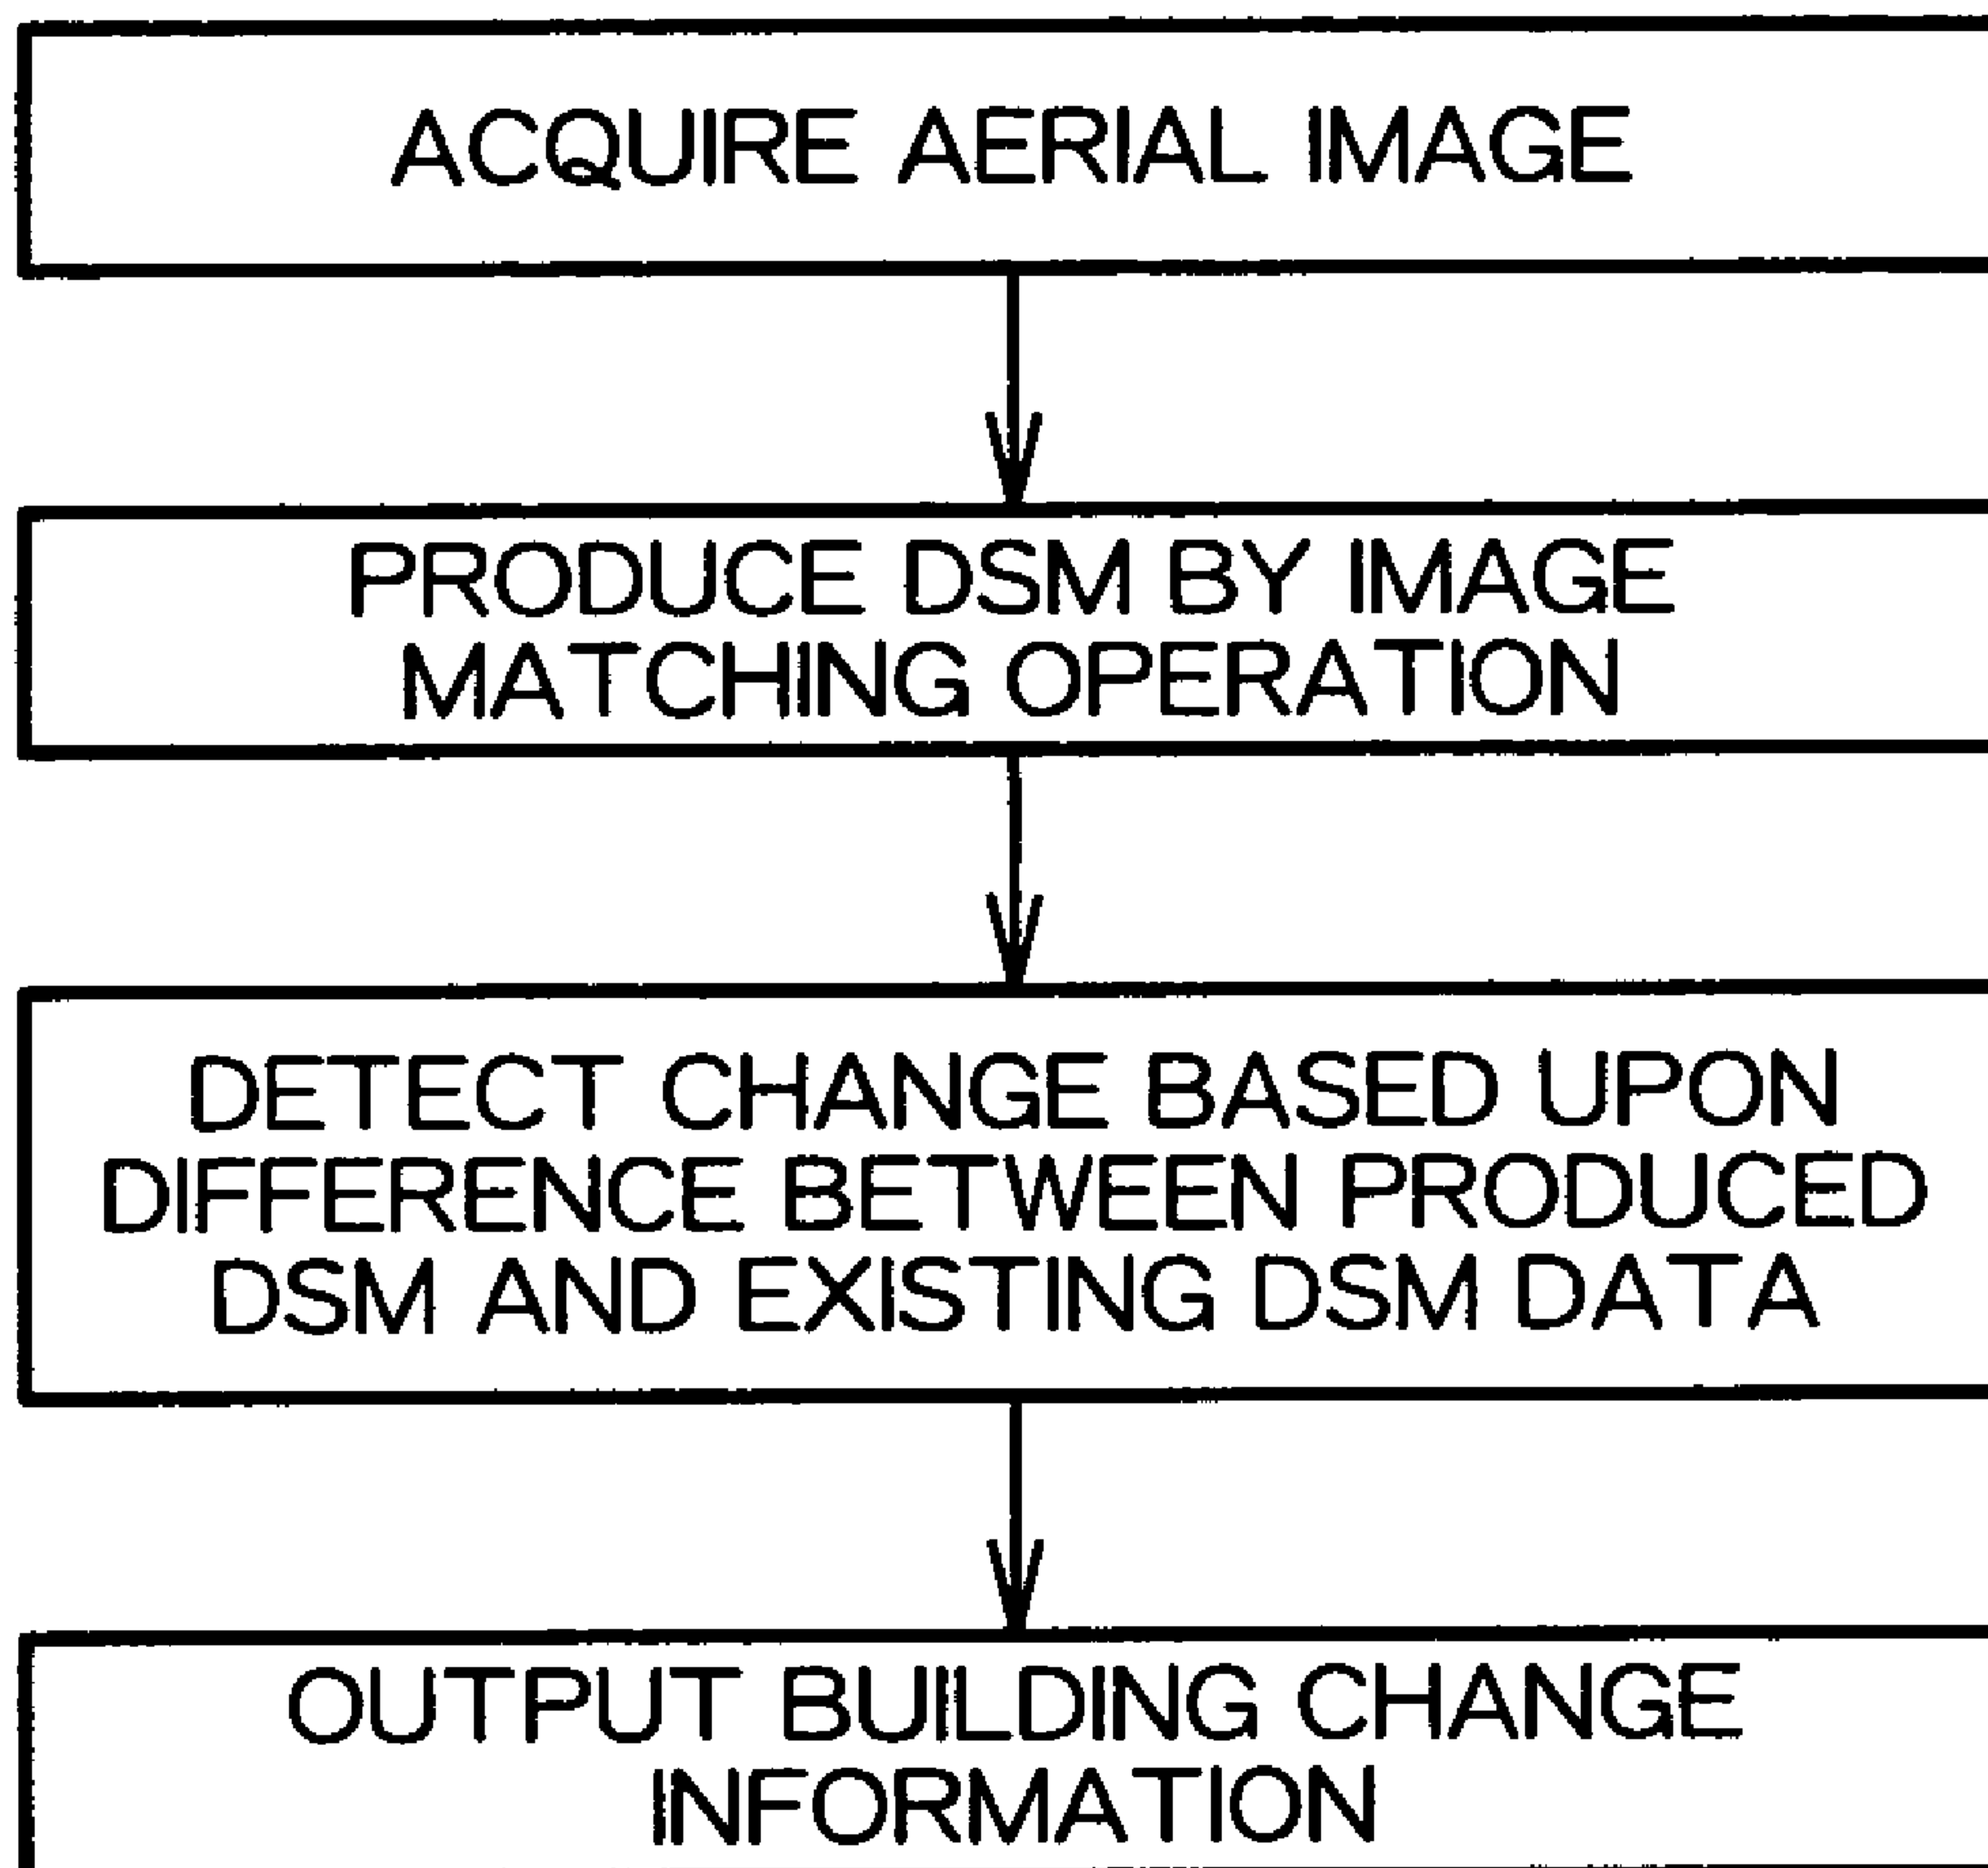 ACQUIRE AERIAL IMAGE
PRODUCE DSM BY IMAGE
MATCHING OPERATION
DETECT CHANGE BASED UPON
DIFFERENCE BETWEEN PRODUCED
DSM AND EXISTING DSM DATA
OUTPUT BUILDING CHANGE
INFORMATION